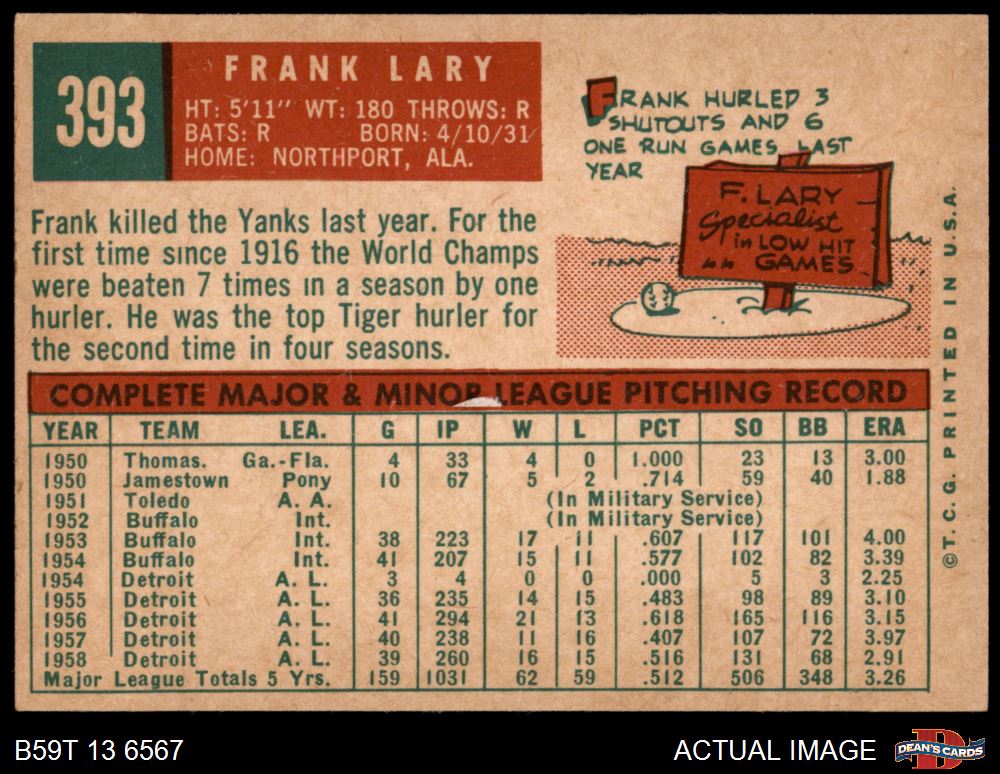 393
FRANK LARY
HT: 5'11" WT: 180 THROWS: R
BATS: R BORN: 4/10/31
HOME: NORTHPORT, ALA.
Frank killed the Yanks last year. For the
first time since 1916 the World Champs
were beaten 7 times in a season by one
hurler. He was the top Tiger hurler for
the second time in four seasons.
FRANK HURLED 3
SHUTOUTS AND 6
ONE RUN GAMES LAST
YEAR
F. LARY
Specialist
in LOW HIT
GAMES
COMPLETE MAJOR & MINOR LEAGUE PITCHING RECORD
YEAR TEAM LEA. G IP W L PCT SO BB ERA
1950 Thomas. Ga.-Fla. 4 33 4 0 1.000 23 13 3.00
1950 Jamestown Pony 10 67 5 2 .714 59 40 1.88
1951 Toledo A. A. (In Military Service)
1952 Buffalo Int. (In Military Service)
1953 Buffalo Int. 38 223 17 11 .607 117 101 4.00
1954 Buffalo Int. 41 207 15 11 .577 102 82 3.39
1954 Detroit A. L. 3 4 0 0 .000 5 3 2.25
1955 Detroit A. L. 36 235 14 15 .483 98 89 3.10
1956 Detroit A. L. 41 294 21 13 .618 165 116 3.15
1957 Detroit A. L. 40 238 11 16 .407 107 72 3.97
1958 Detroit A. L. 39 260 16 15 .516 131 68 2.91
Major League Totals 5 Yrs. 159 1031 62 59 .512 506 348 3.26
©T. C. G. PRINTED IN U.S.A.
B59T 13 6567
ACTUAL IMAGE
D
DEAN'S CARDS